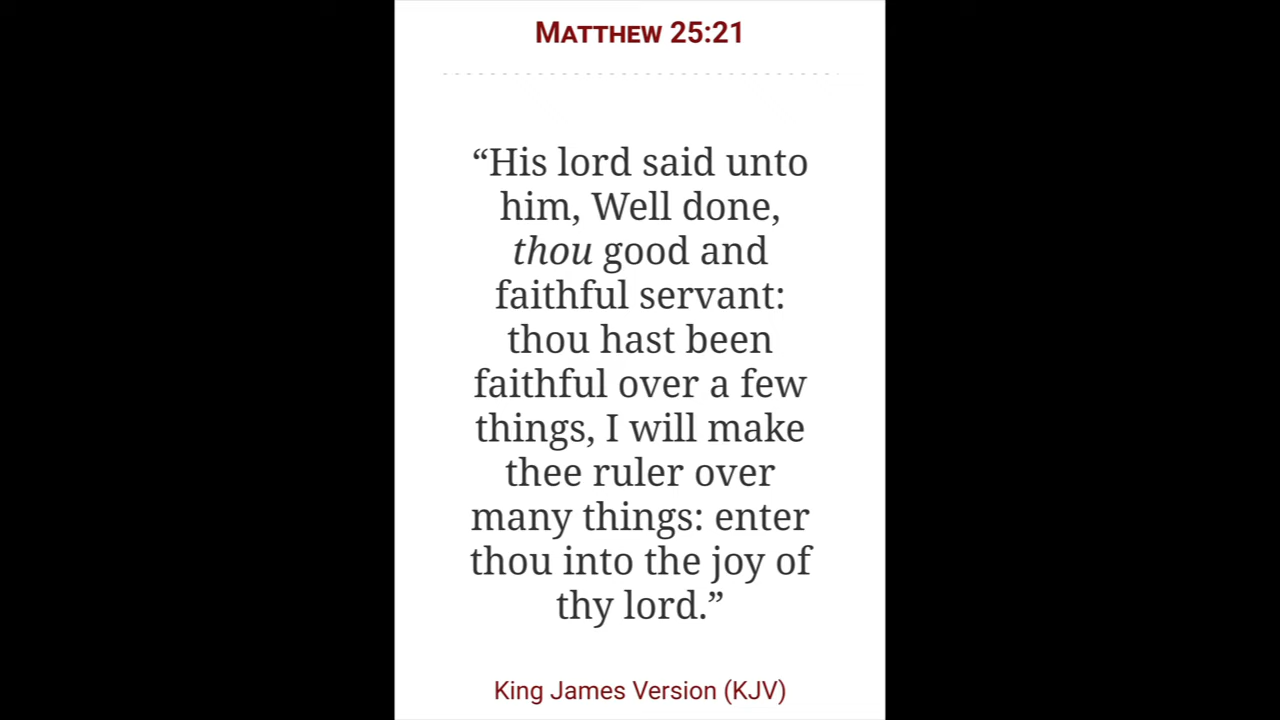 Matthew 25:21
“His lord said unto
him, Well done,
thou good and
faithful servant:
thou hast been
faithful over a few
things, I will make
thee ruler over
many things: enter
thou into the joy of
thy lord.”
King James Version (KJV)